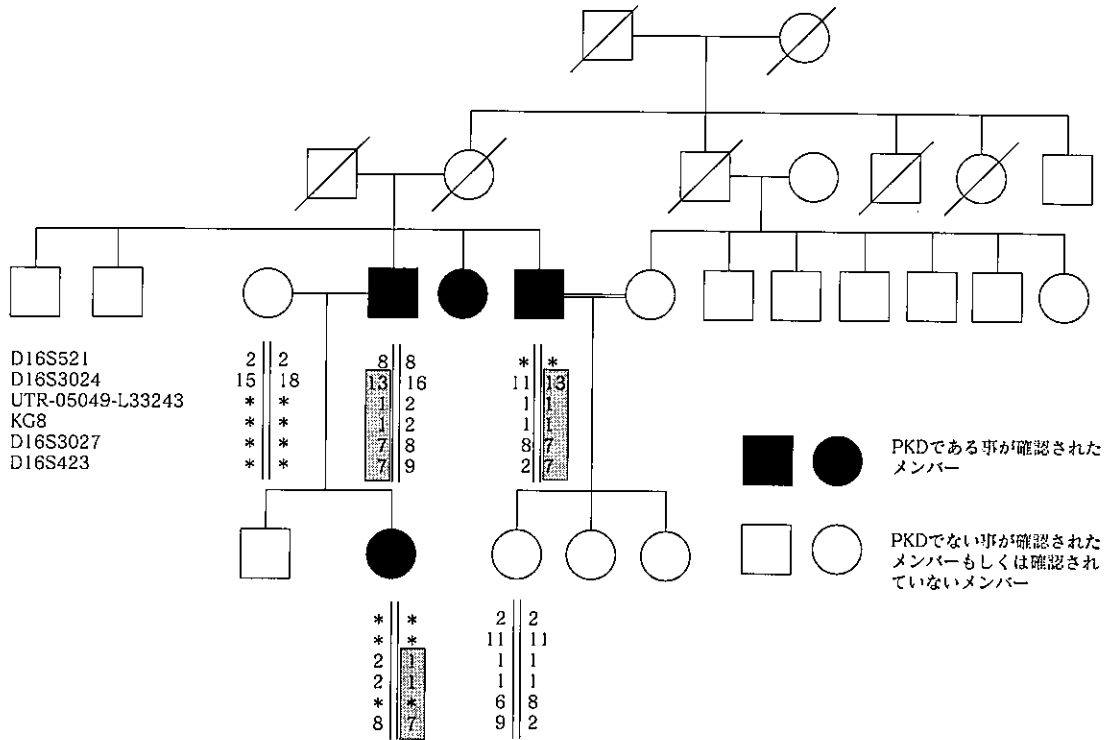 D16S521 2 2 8 8 * *
D16S3024 15 18 13 16 11 13
UTR-05049-L33243 * * 1 2 1 1
KG8 * * 1 2 1 1
D16S3027 * * 7 8 8 7
D16S423 * * 7 9 2 7
PKDである事が確認された
メンバー
PKDでない事が確認された
メンバーもしくは確認され
ていないメンバー
* * 2 2
* * 11 11
2 1 1 1
2 1 1 1
* * 6 8
8 7 9 2